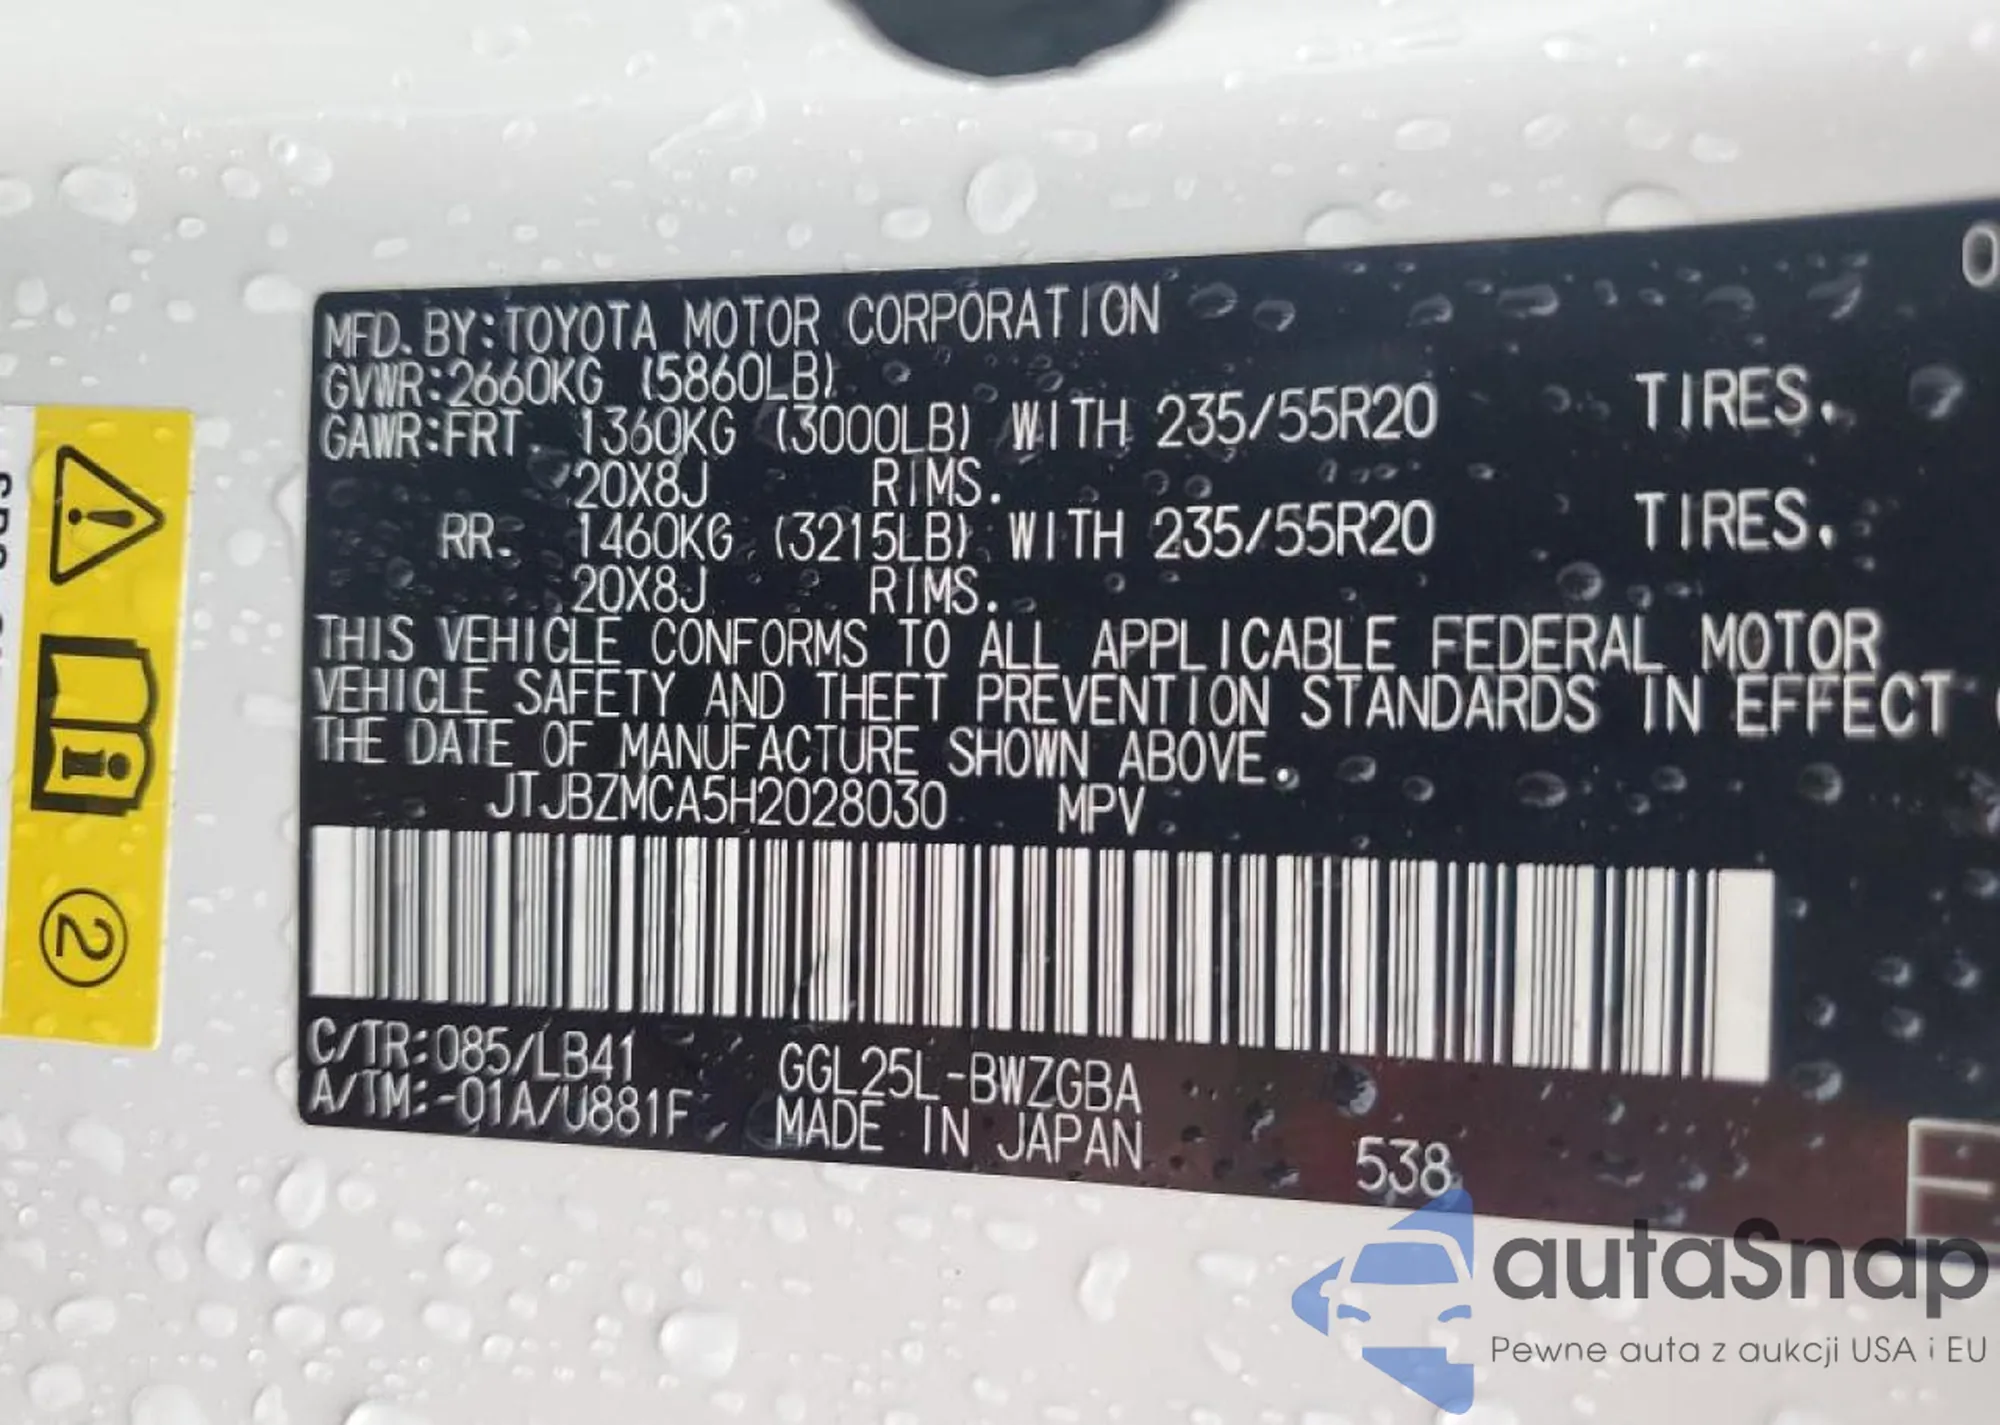 0
MFD. BY:TOYOTA MOTOR CORPORATION
GVWR:2660KG (5860LB)
GAWR:FRT. 1360KG (3000LB) WITH 235/55R20 TIRES.
20X8J RIMS.
RR. 1460KG (3215LB) WITH 235/55R20 TIRES.
20X8J RIMS.
THIS VEHICLE CONFORMS TO ALL APPLICABLE FEDERAL MOTOR
VEHICLE SAFETY AND THEFT PREVENTION STANDARDS IN EFFECT
THE DATE OF MANUFACTURE SHOWN ABOVE.
JTJBZMCA5H2028030 MPV
C/TR:085/LB41 GGL25L-BWZGBA
A/TM:-01A/U881F MADE IN JAPAN 538
2
autaSnap
Pewne auta z aukcji USA i EU